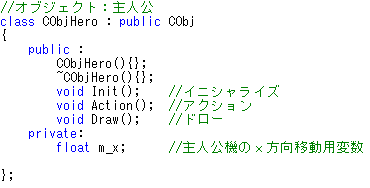 //オブジェクト：主人公
class CObjHero : public CObj
{
public :
CObjHero(){};
~CObjHero(){};
void Init(); //イニシャライズ
void Action(); //アクション
void Draw(); //ドロー
private:
float m_x; //主人公機のｘ方向移動用変数
};